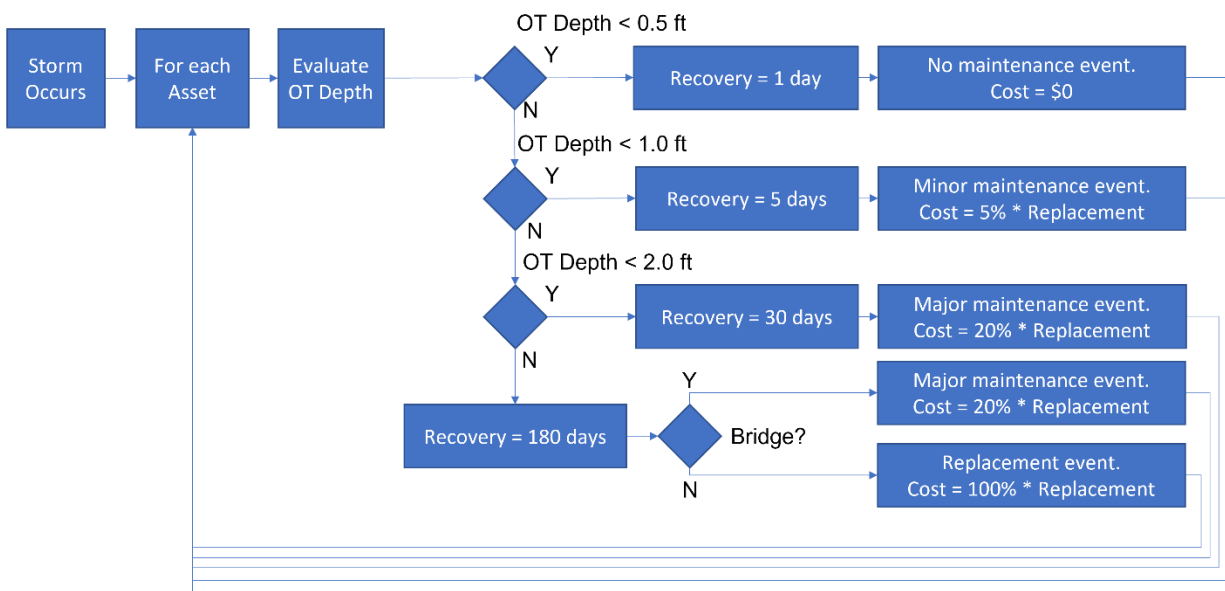 OT Depth < 0.5 ft
Storm
Occurs
For each
Asset
Evaluate
OT Depth
Y
N
Recovery = 1 day
No maintenance event.
Cost = $0
OT Depth < 1.0 ft
Y
N
Recovery = 5 days
Minor maintenance event.
Cost = 5% * Replacement
OT Depth < 2.0 ft
Y
N
Recovery = 30 days
Major maintenance event.
Cost = 20% * Replacement
Recovery = 180 days
Bridge?
Y
Major maintenance event.
Cost = 20% * Replacement
N
Replacement event.
Cost = 100% * Replacement